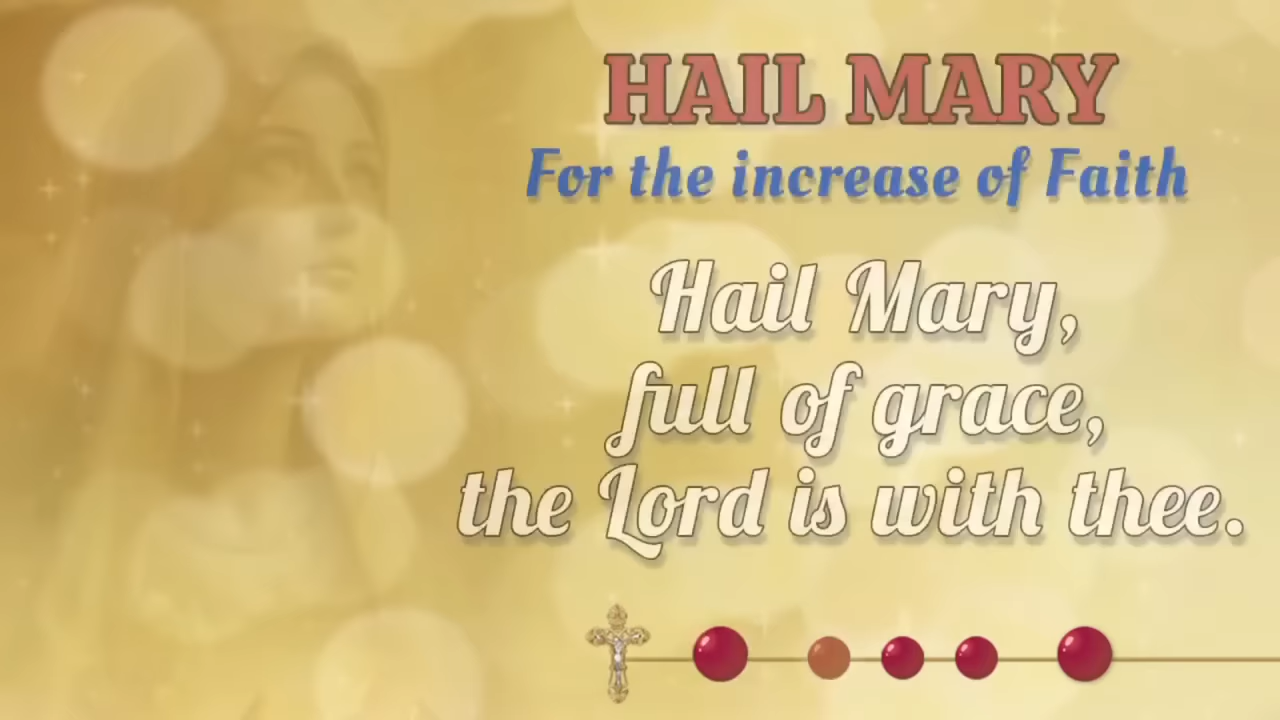 HAIL MARY
For the increase of Faith
Hail Mary,
full of grace,
the Lord is with thee.